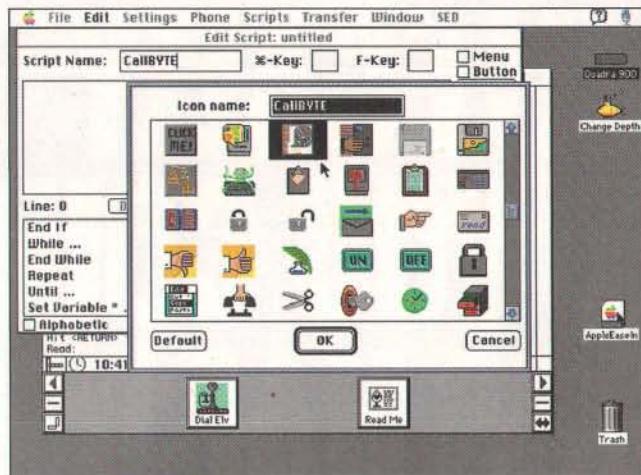 File Edit Settings Phone Scripts Transfer Window SED
Edit Script: untitled
Script Name: CallBYTE ⌘-Key: F-Key: Menu
Button
Quadra 900
Icon name: CallBYTE
CLICK ME!
Change Depth
Line: 0
End If
While ...
End While
Repeat
Until ...
Set Variable *
Alphabetic
read
ON OFF
Default OK Cancel
Hit <RETURN>
Read:
10:41
AppleEaseIn
Dial Elv Read Me
Trash